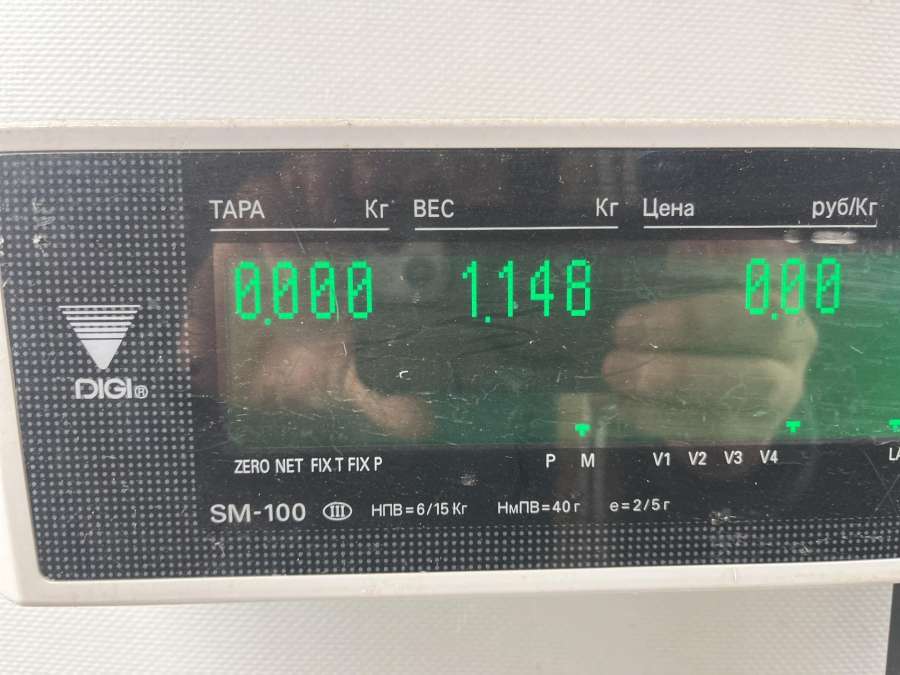 ТАРА Кг ВЕС Кг Цена руб/Кг
0.000 1.148 0.00
DIGI®
ZERO NET FIX T FIX P P M V1 V2 V3 V4
SM-100 III НПВ=6/15 Кг НмПВ=40 г e=2/5 г